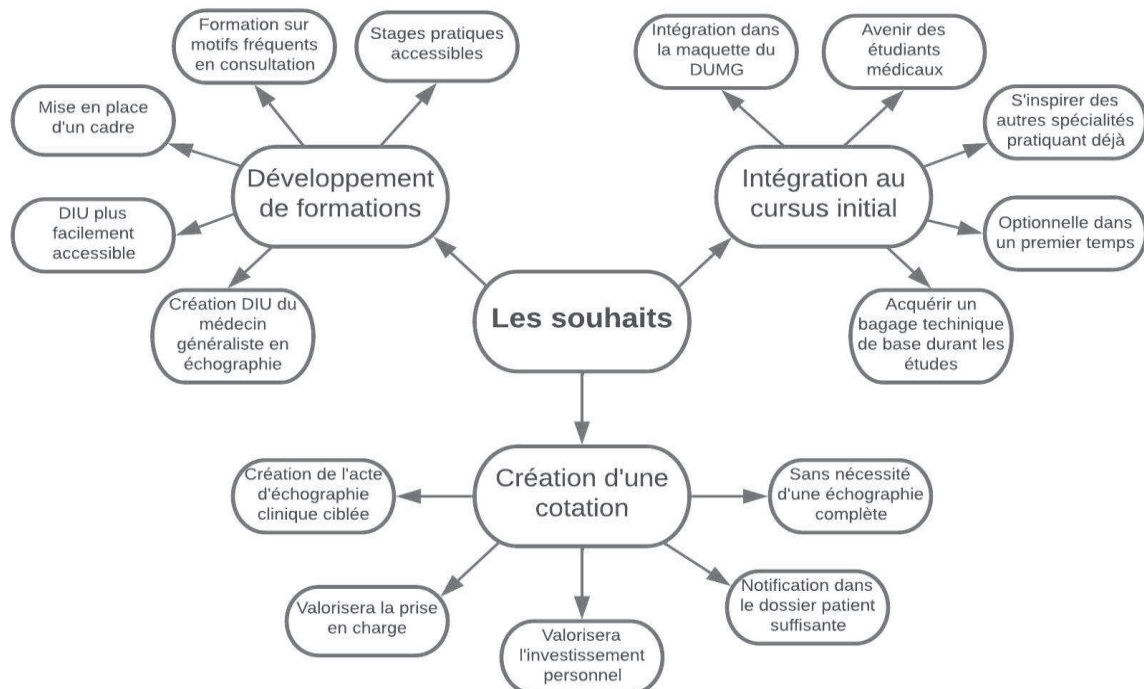 Formation sur
motifs fréquents
en consultation
Stages pratiques
accessibles
Mise en place
d'un cadre
Développement
de formations
DIU plus
facilement
accessible
Création DIU du
médecin
généraliste en
échographie
Intégration dans
la maquette du
DUMG
Avenir des
étudiants
médicaux
S'inspirer des
autres spécialités
pratiquant déjà
Intégration au
cursus initial
Optionnelle dans
un premier temps
Acquérir un
bagage techinique
de base durant les
études
Les souhaits
Création d'une
cotation
Création de l'acte
d'échographie
clinique ciblée
Sans nécessité
d'une échographie
complète
Valorisera la prise
en charge
Valorisera
l'investissement
personnel
Notification dans
le dossier patient
suffisante